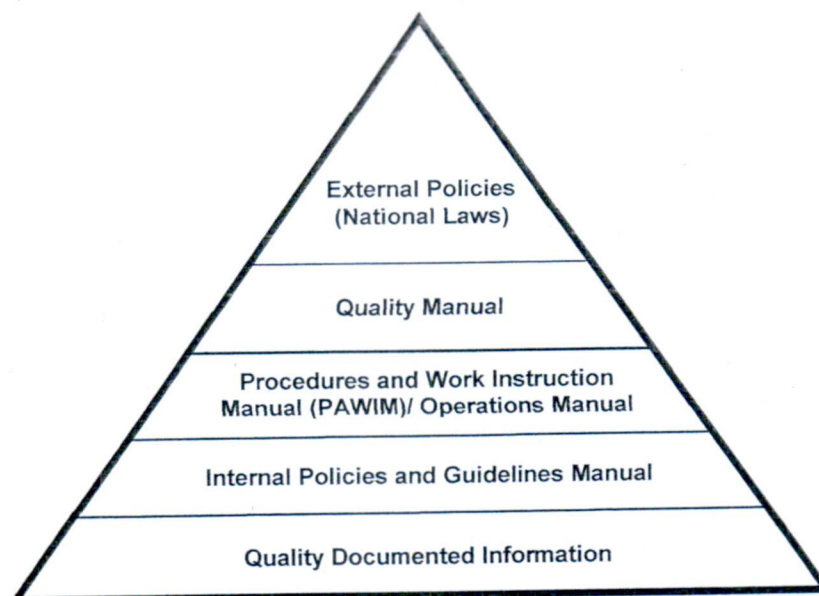 External Policies
(National Laws)
Quality Manual
Procedures and Work Instruction
Manual (PAWIM)/ Operations Manual
Internal Policies and Guidelines Manual
Quality Documented Information